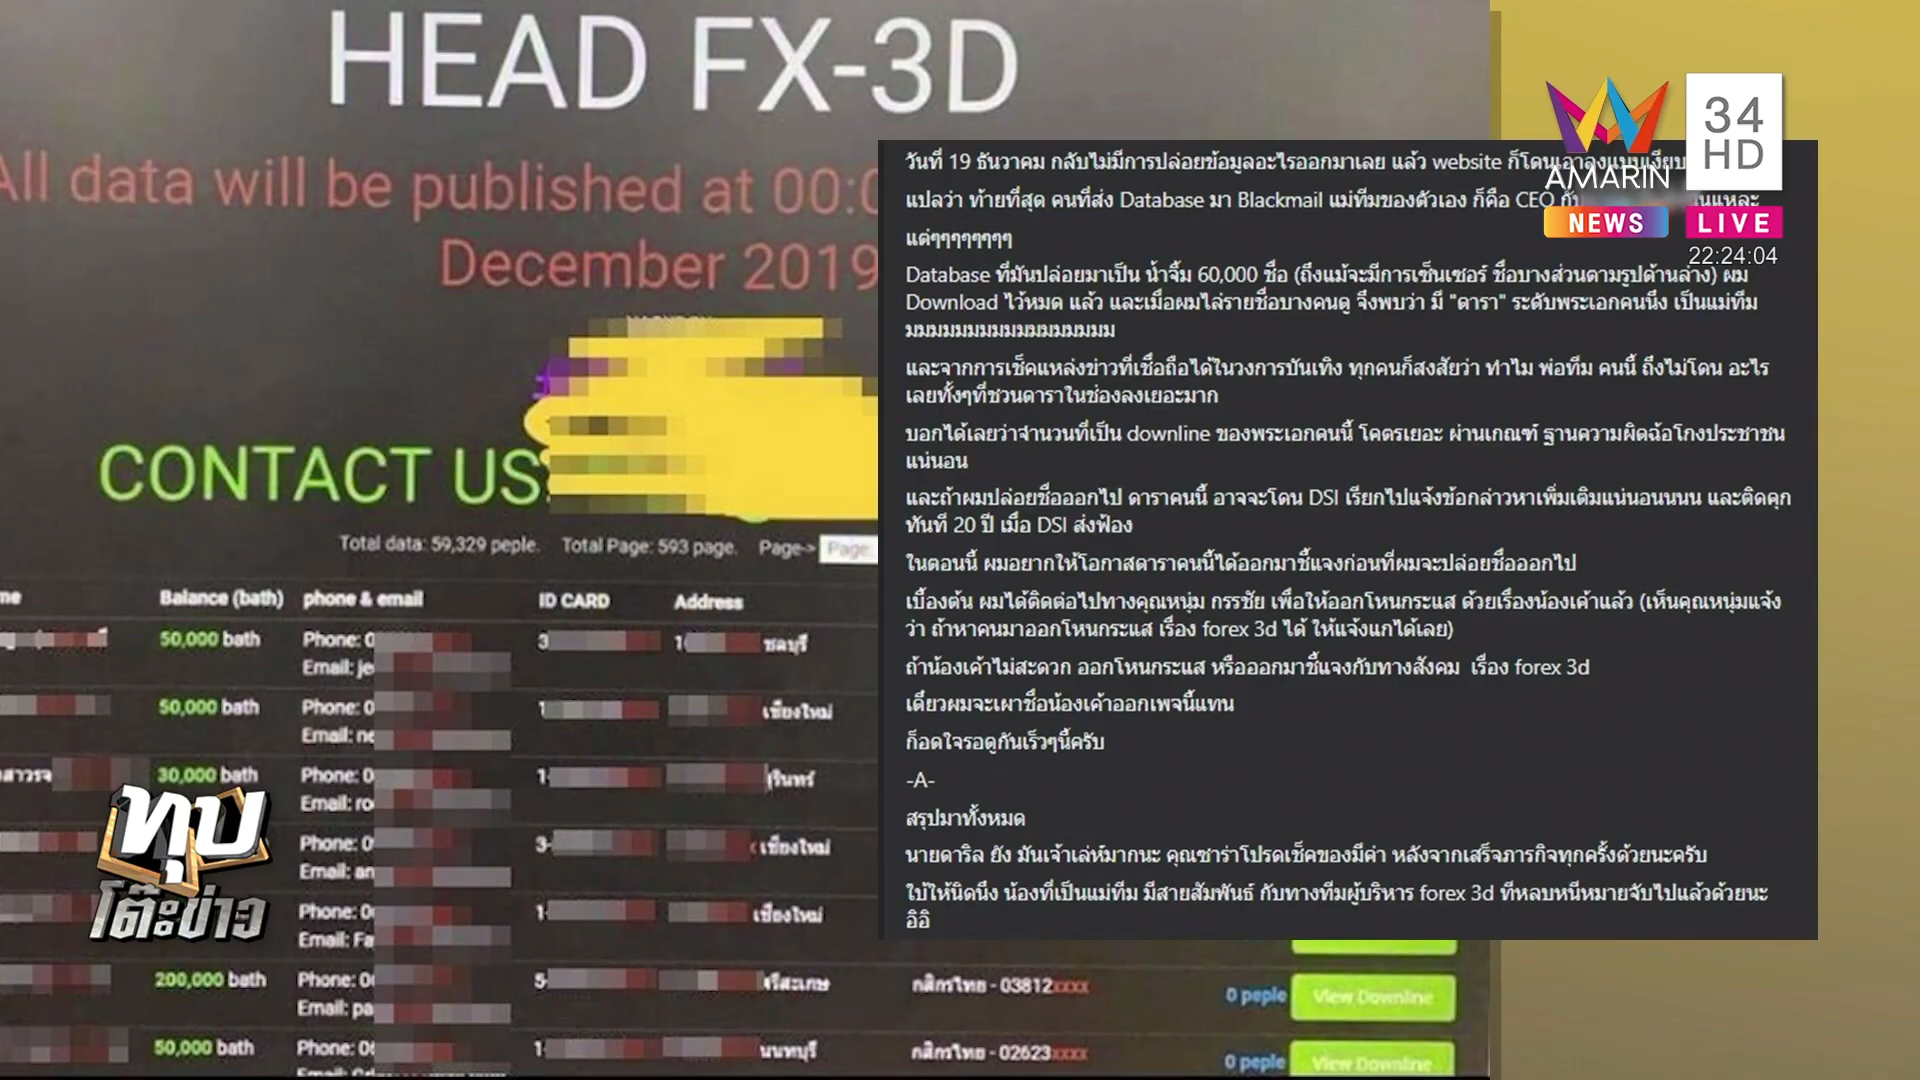 HEAD FX-3D
All data will be published at 00:0
December 2019
CONTACT US:
Total data: 59,329 peple. Total Page: 593 page. Page-> Page:
me Balance (bath) phone & email ID CARD Address
50,000 bath Phone: 0 3 1 ชลบุรี
Email: je
50,000 bath Phone: 0 1 เชียงใหม่
Email: ne
งสาวรจ 30,000 bath Phone: 0 1- สุรินทร์
Email: ro
Phone: 0 3- เชียงใหม่
Email: an
Phone: 0 1- เชียงใหม่
Email: Fa
200,000 bath Phone: 0 5- ศรีสะเกษ กสิกรไทย - 03812xxxx 0 peple View Downline
Email: pa
50,000 bath Phone: 06 1- นนทบุรี กสิกรไทย - 02623xxxx 0 peple View Downline
วันที่ 19 ธันวาคม กลับไม่มีการปล่อยข้อมูลอะไรออกมาเลย แล้ว website ก็โดนเอาลงแบบเงียบ
แปลว่า ท้ายที่สุด คนที่ส่ง Database มา Blackmail แม่ทีมของตัวเอง ก็คือ CEO กับ นั่นแหละ
แต่ๆๆๆๆๆๆๆๆ
Database ที่มันปล่อยมาเป็น น้ำจิ้ม 60,000 ชื่อ (ถึงแม้จะมีการเซ็นเซอร์ ชื่อบางส่วนตามรูปด้านล่าง) ผม
Download ไว้หมด แล้ว และเมื่อผมไล่รายชื่อบางคนดู จึงพบว่า มี "ดารา" ระดับพระเอกคนนึง เป็นแม่ทีม
มมมมมมมมมมมมมมมมมม
และจากการเช็คแหล่งข่าวที่เชื่อถือได้ในวงการบันเทิง ทุกคนก็สงสัยว่า ทำไม พ่อทีม คนนี้ ถึงไม่โดน อะไร
เลยทั้งๆที่ชวนดาราในช่องลงเยอะมาก
บอกได้เลยว่าจำนวนที่เป็น downline ของพระเอกคนนี้ โคตรเยอะ ผ่านเกณฑ์ ฐานความผิดฉ้อโกงประชาชน
แน่นอน
และถ้าผมปล่อยชื่อออกไป ดาราคนนี้ อาจจะโดน DSI เรียกไปแจ้งข้อกล่าวหาเพิ่มเติมแน่นอนนนน และติดคุก
ทันที 20 ปี เมื่อ DSI ส่งฟ้อง
ในตอนนี้ ผมอยากให้โอกาสดาราคนนี้ได้ออกมาชี้แจงก่อนที่ผมจะปล่อยชื่อออกไป
เบื้องต้น ผมได้ติดต่อไปทางคุณหนุ่ม กรรชัย เพื่อให้ออกโหนกระแส ด้วยเรื่องน้องเค้าแล้ว (เห็นคุณหนุ่มแจ้ง
ว่า ถ้าหาคนมาออกโหนกระแส เรื่อง forex 3d ได้ ให้แจ้งแกได้เลย)
ถ้าน้องเค้าไม่สะดวก ออกโหนกระแส หรือออกมาชี้แจงกับทางสังคม เรื่อง forex 3d
เดี๋ยวผมจะเผาชื่อน้องเค้าออกเพจนี้แทน
ก็อดใจรอดูกันเร็วๆนี้ครับ
-A-
สรุปมาทั้งหมด
นายดาริล ยัง มันเจ้าเล่ห์มากนะ คุณซาร่าโปรดเช็คของมีค่า หลังจากเสร็จภารกิจทุกครั้งด้วยนะครับ
ใบ้ให้นิดนึง น้องที่เป็นแม่ทีม มีสายสัมพันธ์ กับทางทีมผู้บริหาร forex 3d ที่หลบหนีหมายจับไปแล้วด้วยนะ
อิอิ
AMARIN
NEWS
34
HD
LIVE
22:24:04
ทุบ
โต๊ะข่าว